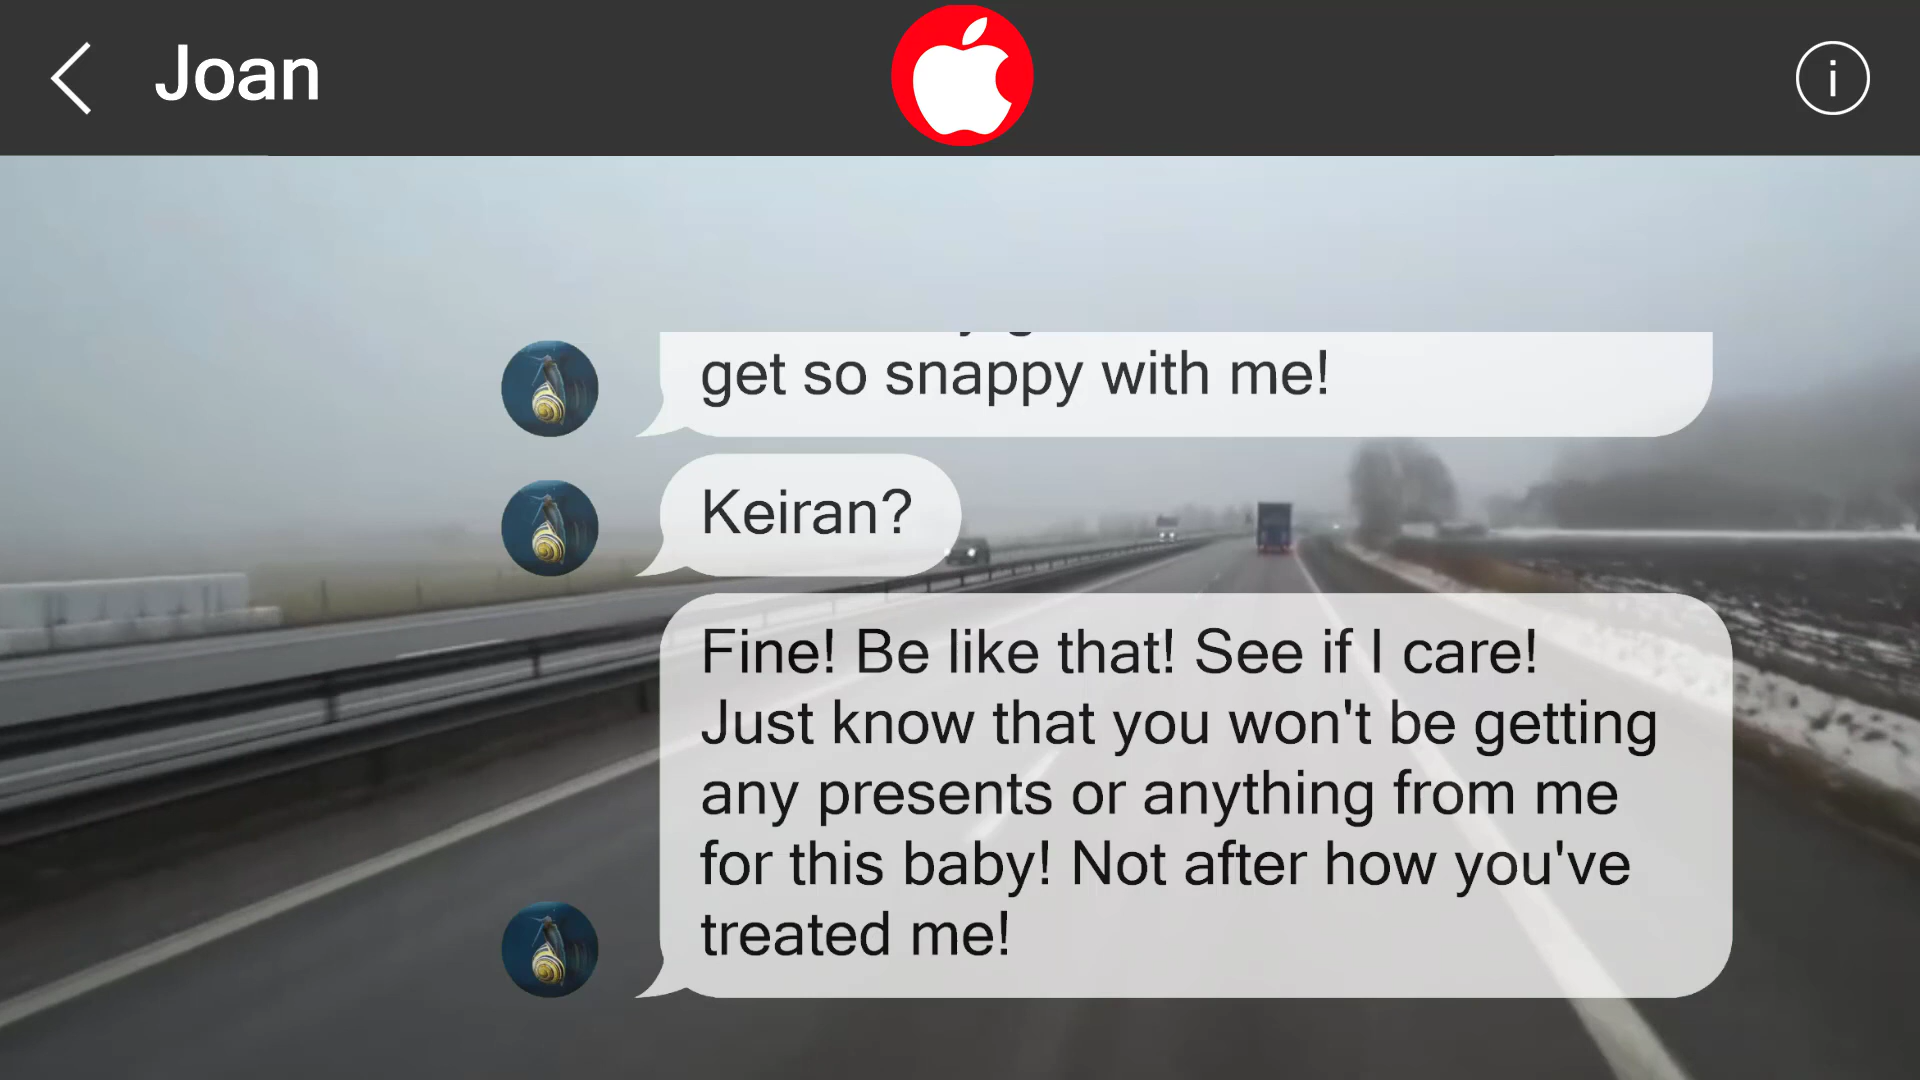 Joan
get so snappy with me!
Keiran?
Fine! Be like that! See if I care!
Just know that you won't be getting
any presents or anything from me
for this baby! Not after how you've
treated me!